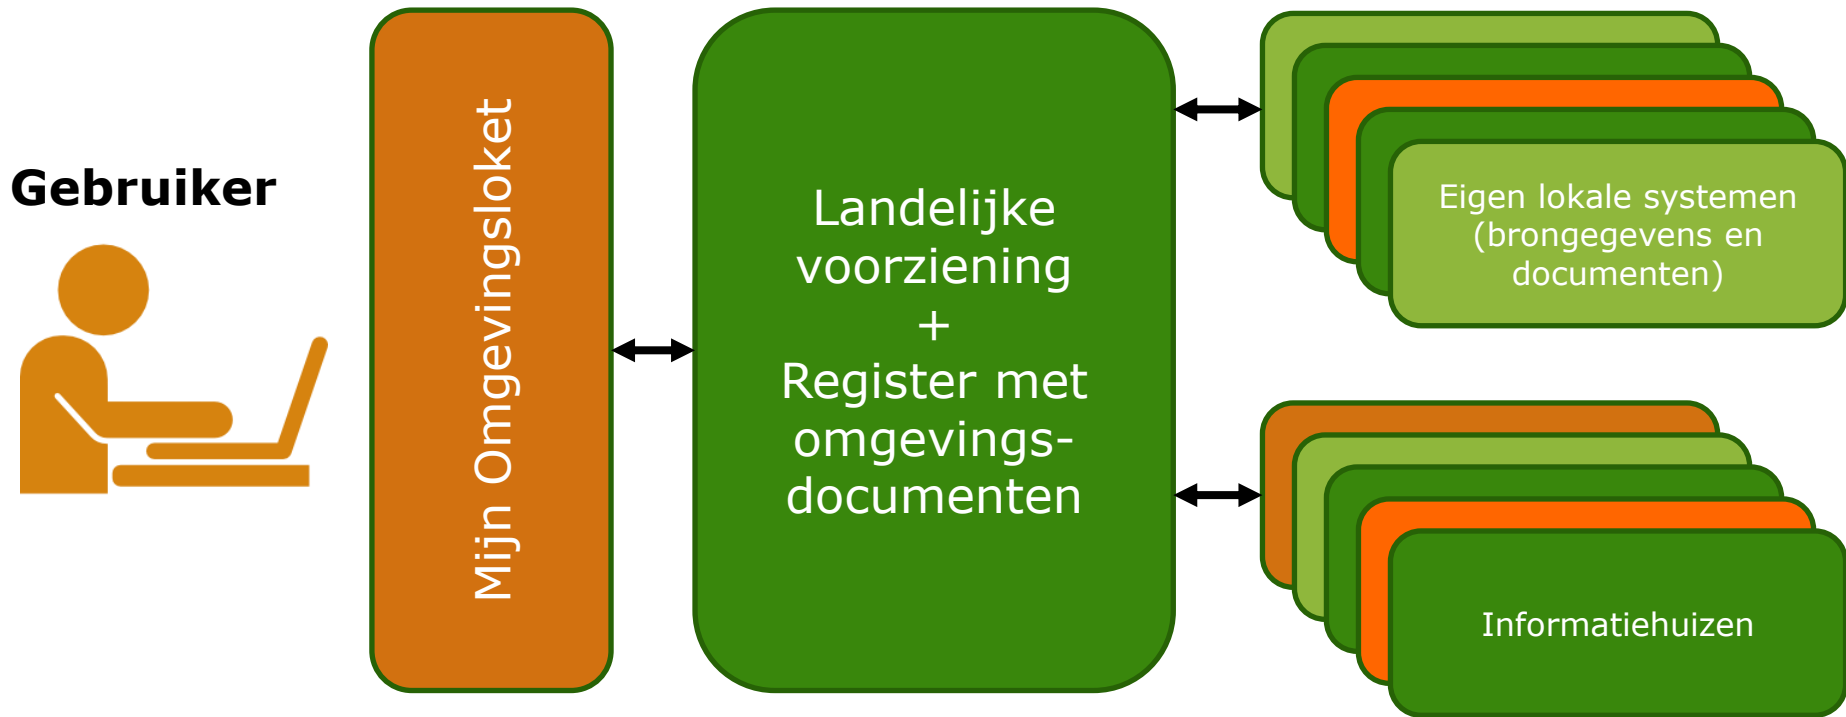 Gebruiker
Mijn Omgevingsloket
Landelijke
voorziening
+
Register met
omgevings-
documenten
Eigen lokale systemen
(brongegevens en
documenten)
Informatiehuizen